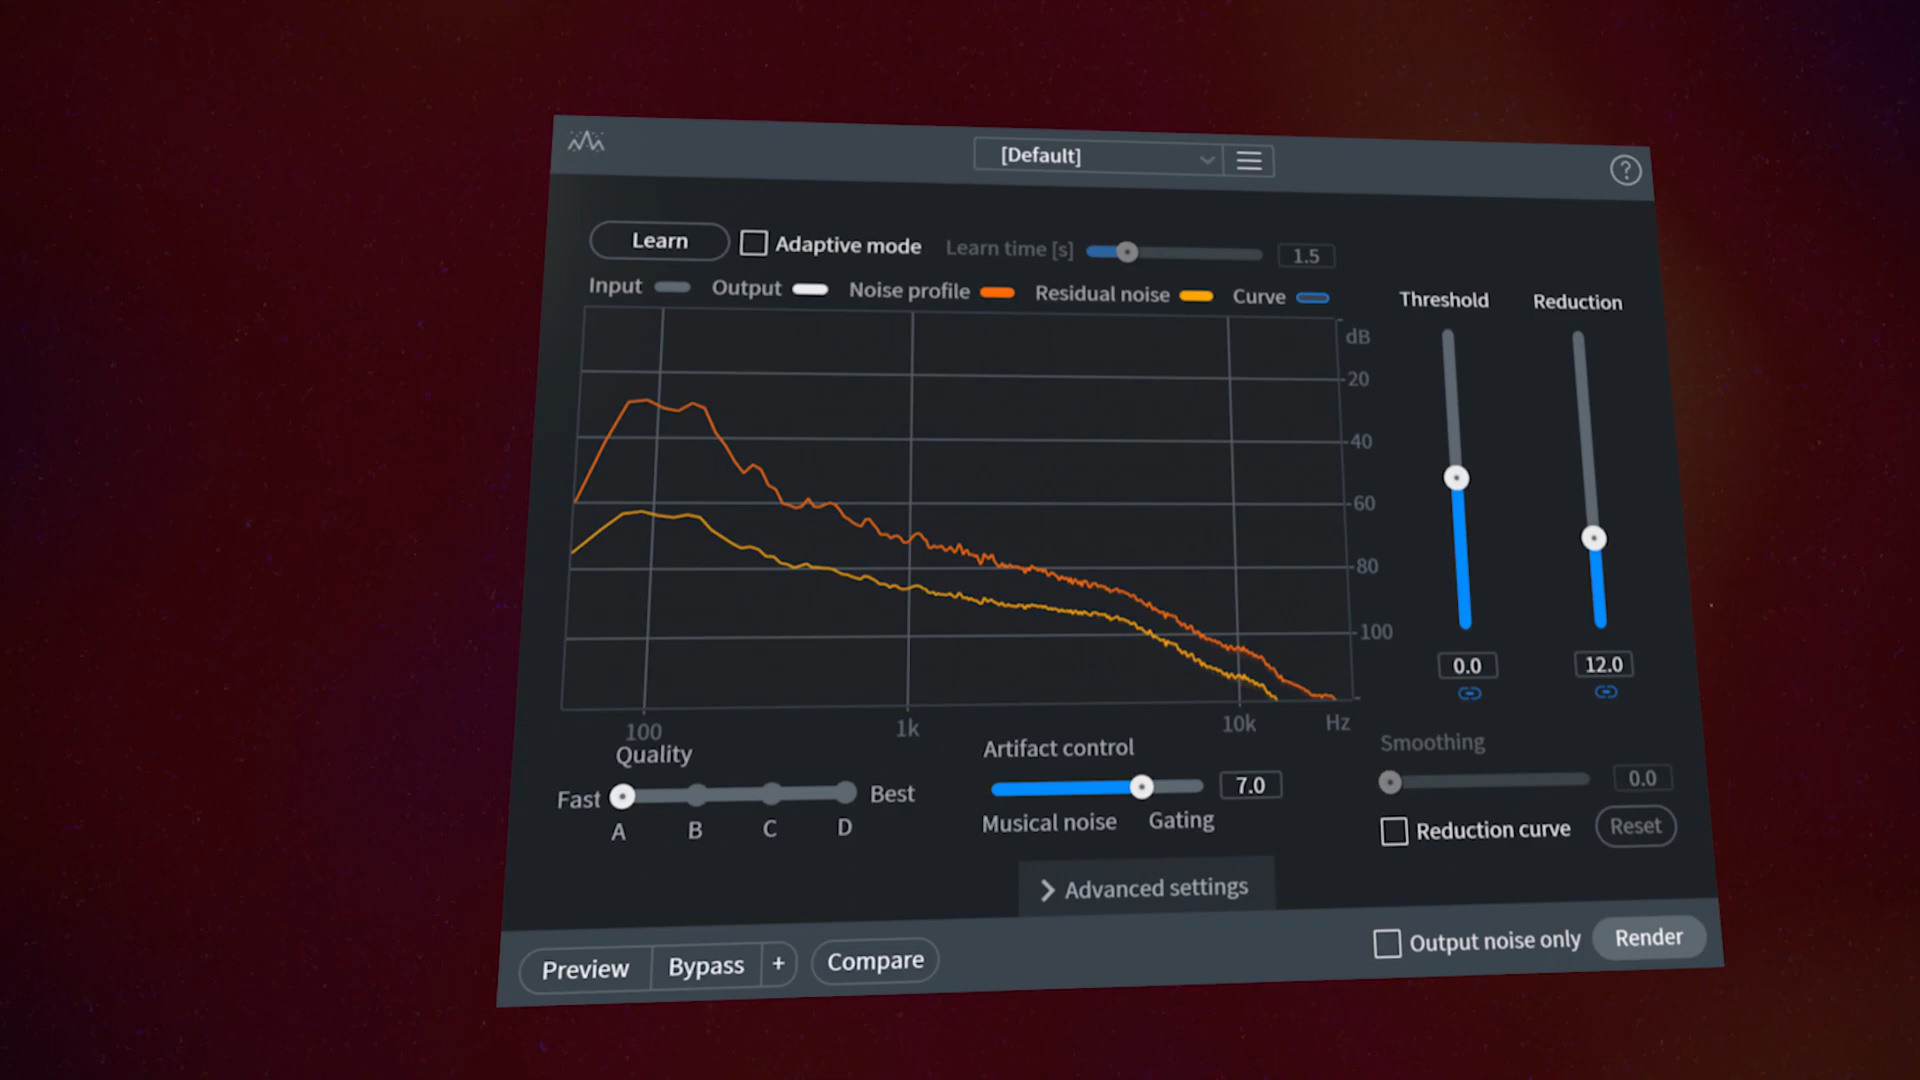 [Default]
?
Learn
Adaptive mode
Learn time [s]
1.5
Input
Output
Noise profile
Residual noise
Curve
Threshold
Reduction
dB
-20
-40
-60
-80
-100
-
100
1k
10k
Hz
0.0
12.0
Quality
Fast
Best
A
B
C
D
Artifact control
7.0
Musical noise
Gating
Smoothing
0.0
Reduction curve
Reset
Advanced settings
Preview
Bypass
+
Compare
Output noise only
Render